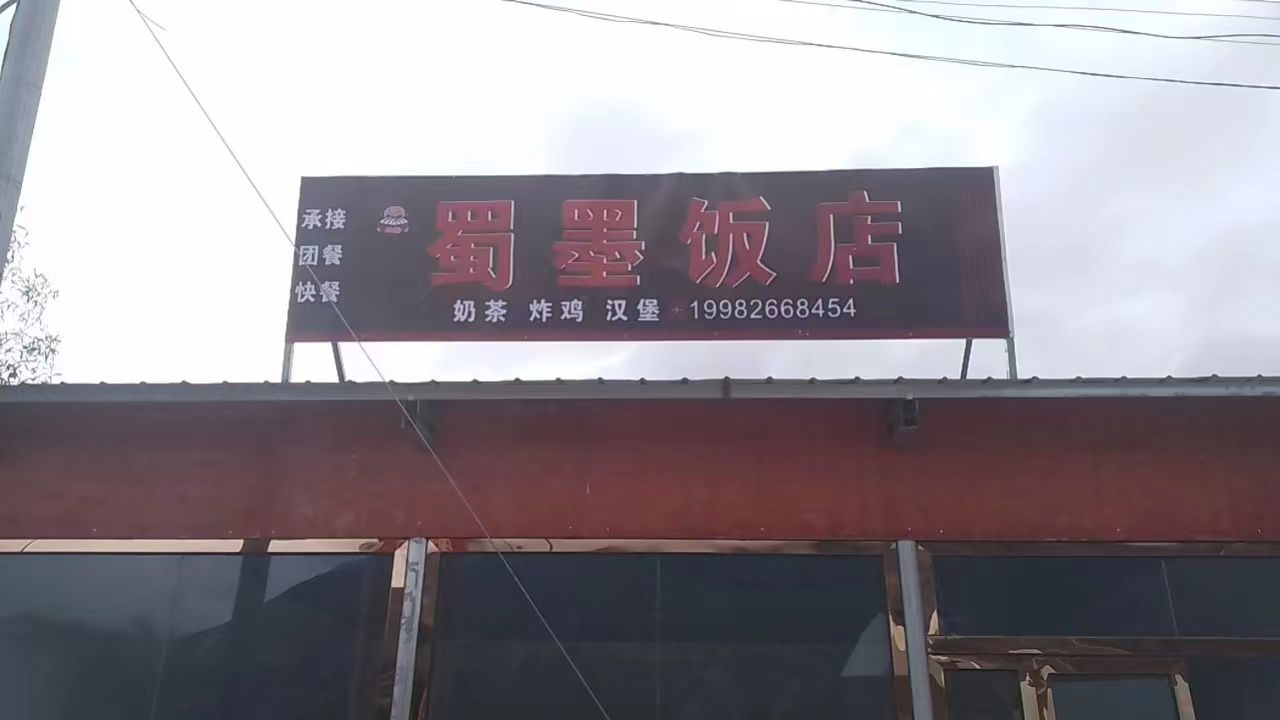 承接
团餐
快餐
蜀墨饭店
奶茶 炸鸡 汉堡 19982668454